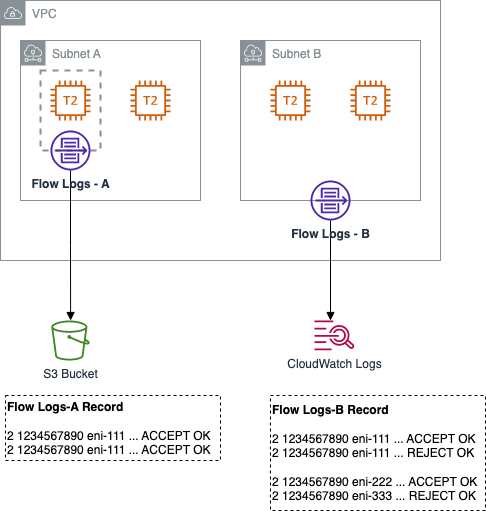 VPC
Subnet A
Subnet B
T2
T2
T2
T2
Flow Logs - A
Flow Logs - B
S3 Bucket
CloudWatch Logs
Flow Logs-A Record
2 1234567890 eni-111 ... ACCEPT OK
2 1234567890 eni-111 ... ACCEPT OK
Flow Logs-B Record
2 1234567890 eni-111 ... ACCEPT OK
2 1234567890 eni-111 ... REJECT OK
2 1234567890 eni-222 ... ACCEPT OK
2 1234567890 eni-333 ... REJECT OK